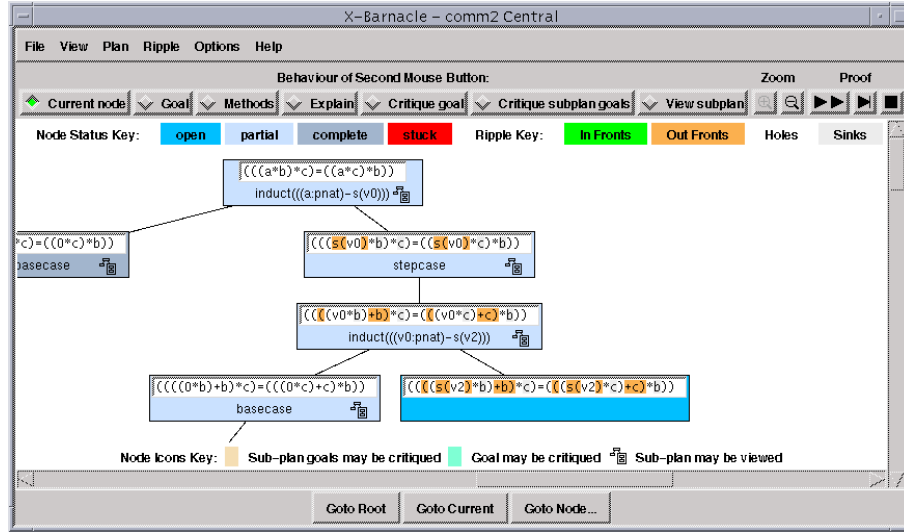 X-Barnacle - comm2 Central
File View Plan Ripple Options Help
Behaviour of Second Mouse Button: Zoom Proof
Current node Goal Methods Explain Critique goal Critique subplan goals View subplan
Node Status Key: open partial complete stuck Ripple Key: In Fronts Out Fronts Holes Sinks
(((a*b)*c)=((a*c)*b))
induct(((a:pnat)-s(v0)))
*c)=((0*c)*b))
basecase
(((s(v0)*b)*c)=((s(v0)*c)*b))
stepcase
((((v0*b)+b)*c)=(((v0*c)+c)*b))
induct(((v0:pnat)-s(v2)))
((((0*b)+b)*c)=(((0*c)+c)*b))
basecase
(((((s(v2)*b)+b)*c)=(((s(v2)*c)+c)*b))
Node Icons Key: Sub-plan goals may be critiqued Goal may be critiqued Sub-plan may be viewed
Goto Root Goto Current Goto Node...